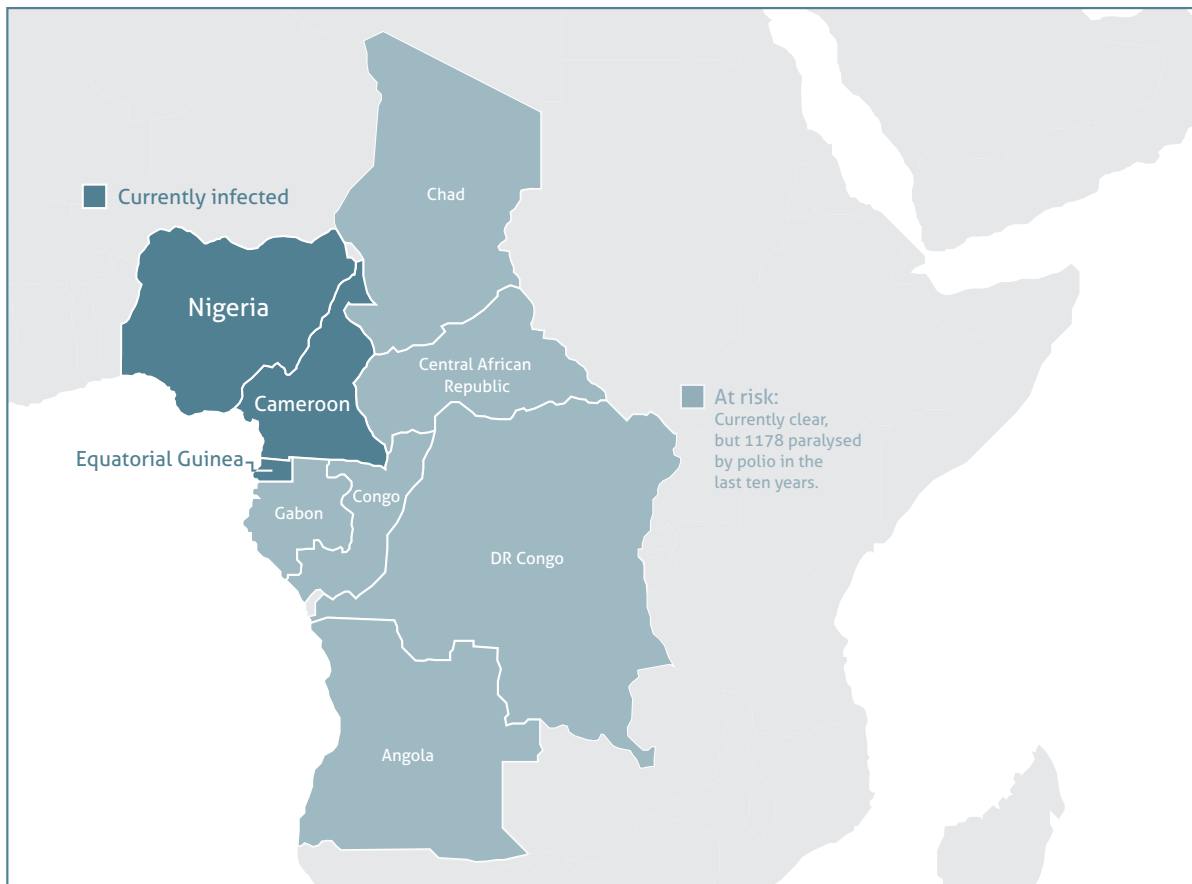 Chad
Currently infected
Nigeria
Central African
Republic
Cameroon
At risk:
Currently clear,
but 1178 paralysed
by polio in the
last ten years.
Equatorial Guinea
Congo
Gabon
DR Congo
Angola